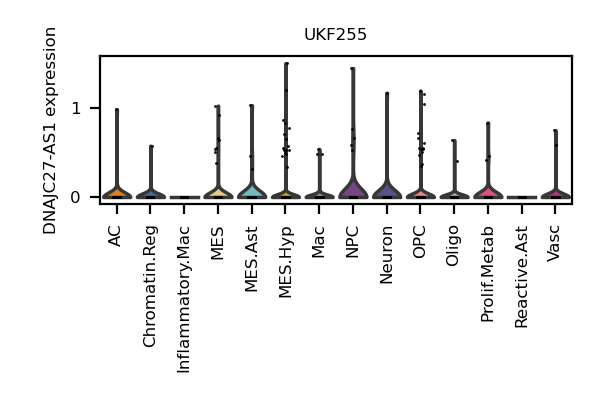 UKF255
DNAJC27-AS1 expression
1
0
AC
Chromatin.Reg
Inflammatory.Mac
MES
MES.Ast
MES.Hyp
Mac
NPC
Neuron
OPC
Oligo
Prolif.Metab
Reactive.Ast
Vasc